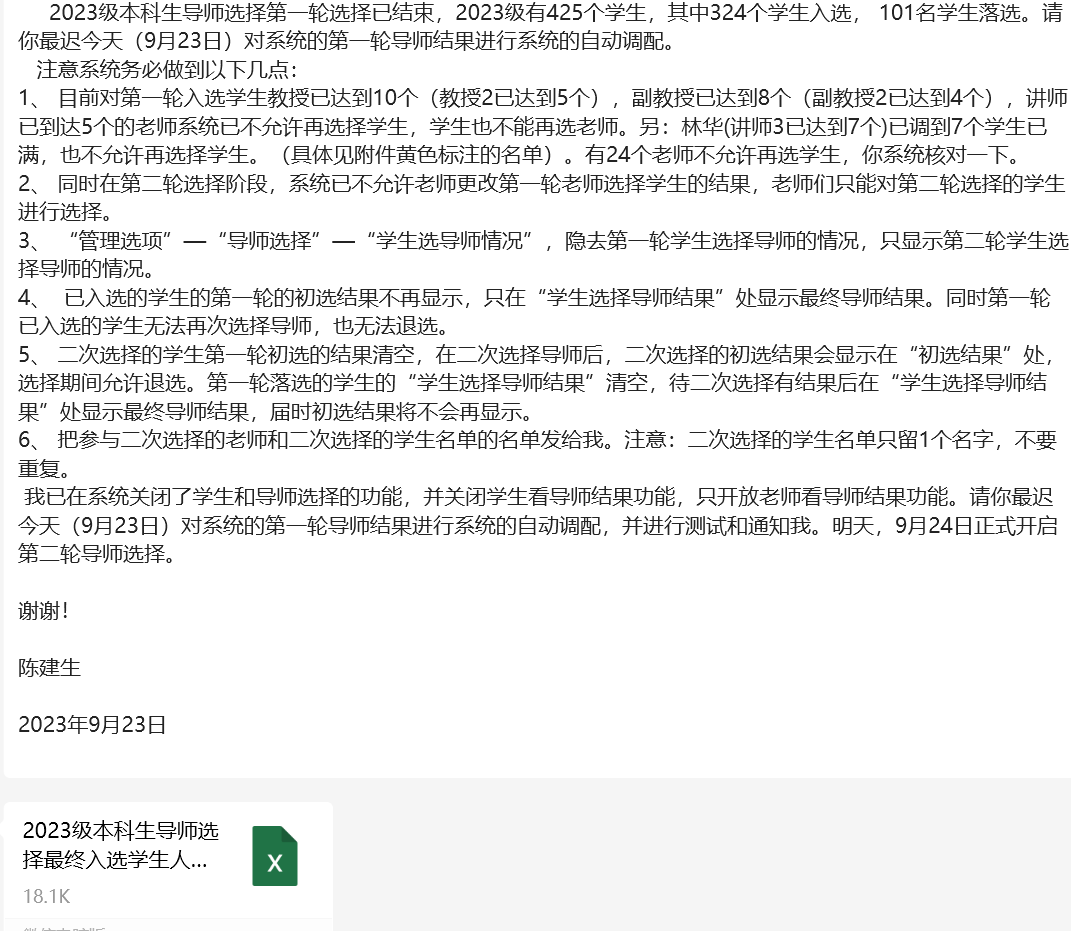 2023级本科生导师选择第一轮选择已结束，2023级有425个学生，其中324个学生入选， 101名学生落选。请
你最迟今天（9月23日）对系统的第一轮导师结果进行系统的自动调配。
注意系统务必做到以下几点：
1、 目前对第一轮入选学生教授已达到10个（教授2已达到5个），副教授已达到8个（副教授2已达到4个），讲师
已到达5个的老师系统已不允许再选择学生，学生也不能再选老师。另：林华(讲师3已达到7个)已调到7个学生已
满，也不允许再选择学生。（具体见附件黄色标注的名单）。有24个老师不允许再选学生，你系统核对一下。
2、 同时在第二轮选择阶段，系统已不允许老师更改第一轮老师选择学生的结果，老师们只能对第二轮选择的学生
进行选择。
3、 “管理选项”—“导师选择”—“学生选导师情况”，隐去第一轮学生选择导师的情况，只显示第二轮学生选
择导师的情况。
4、 已入选的学生的第一轮的初选结果不再显示，只在“学生选择导师结果”处显示最终导师结果。同时第一轮
已入选的学生无法再次选择导师，也无法退选。
5、 二次选择的学生第一轮初选的结果清空，在二次选择导师后，二次选择的初选结果会显示在“初选结果”处，
选择期间允许退选。第一轮落选的学生的“学生选择导师结果”清空，待二次选择有结果后在“学生选择导师结
果”处显示最终导师结果，届时初选结果将不会再显示。
6、 把参与二次选择的老师和二次选择的学生名单的名单发给我。注意：二次选择的学生名单只留1个名字，不要
重复。
我已在系统关闭了学生和导师选择的功能，并关闭学生看导师结果功能，只开放老师看导师结果功能。请你最迟
今天（9月23日）对系统的第一轮导师结果进行系统的自动调配，并进行测试和通知我。明天，9月24日正式开启
第二轮导师选择。
谢谢！
陈建生
2023年9月23日
2023级本科生导师选
择最终入选学生人...
X
18.1K